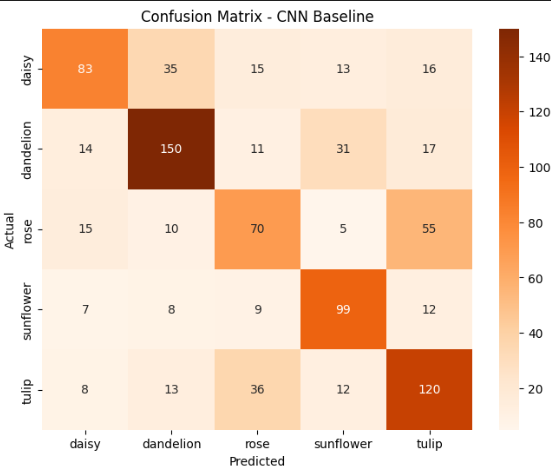 Confusion Matrix - CNN Baseline
daisy 83 35 15 13 16
dandelion 14 150 11 31 17
rose 15 10 70 5 55
sunflower 7 8 9 99 12
tulip 8 13 36 12 120
daisy dandelion rose sunflower tulip
Predicted
Actual
140
120
100
80
60
40
20